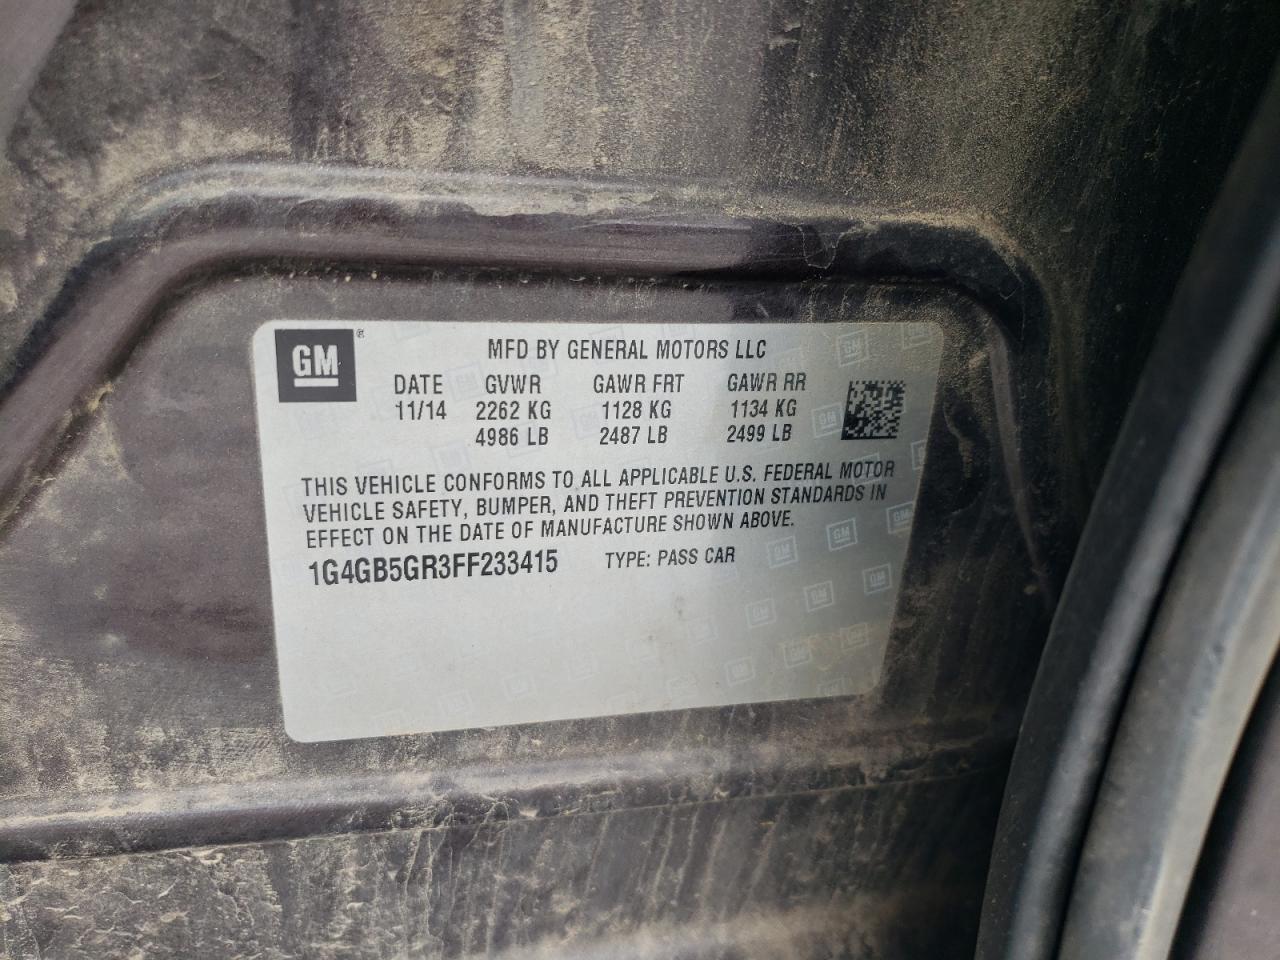 GM®
MFD BY GENERAL MOTORS LLC
DATE GVWR GAWR FRT GAWR RR
11/14 2262 KG 1128 KG 1134 KG
4986 LB 2487 LB 2499 LB
THIS VEHICLE CONFORMS TO ALL APPLICABLE U.S. FEDERAL MOTOR
VEHICLE SAFETY, BUMPER, AND THEFT PREVENTION STANDARDS IN
EFFECT ON THE DATE OF MANUFACTURE SHOWN ABOVE.
1G4GB5GR3FF233415 TYPE: PASS CAR